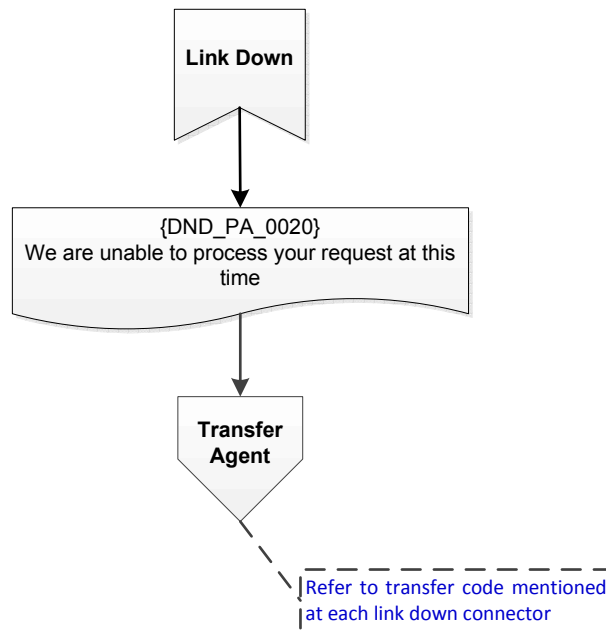 Link Down
{DND_PA_0020}
We are unable to process your request at this
time
Transfer
Agent
Refer to transfer code mentioned
at each link down connector